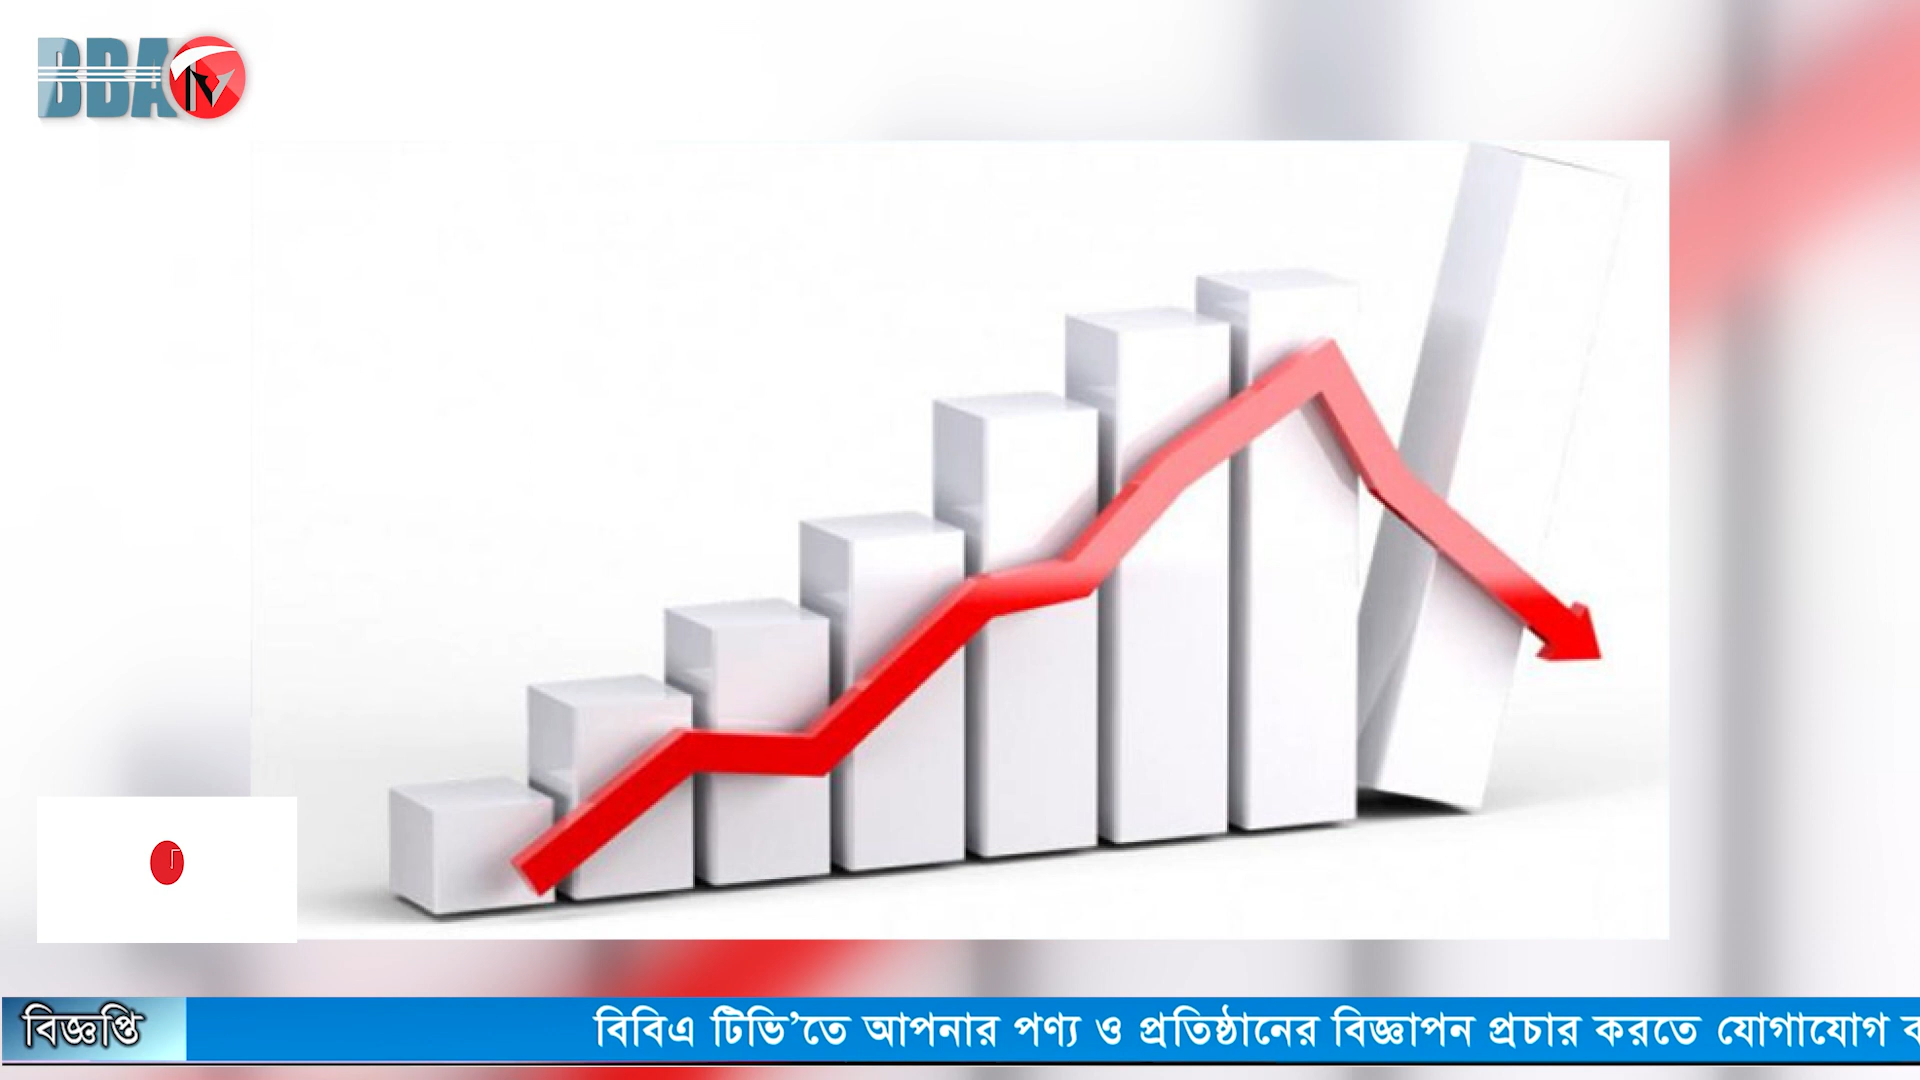 BBA TV
বিজ্ঞপ্তি
বিবিএ টিভি’তে আপনার পণ্য ও প্রতিষ্ঠানের বিজ্ঞাপন প্রচার করতে যোগাযোগ